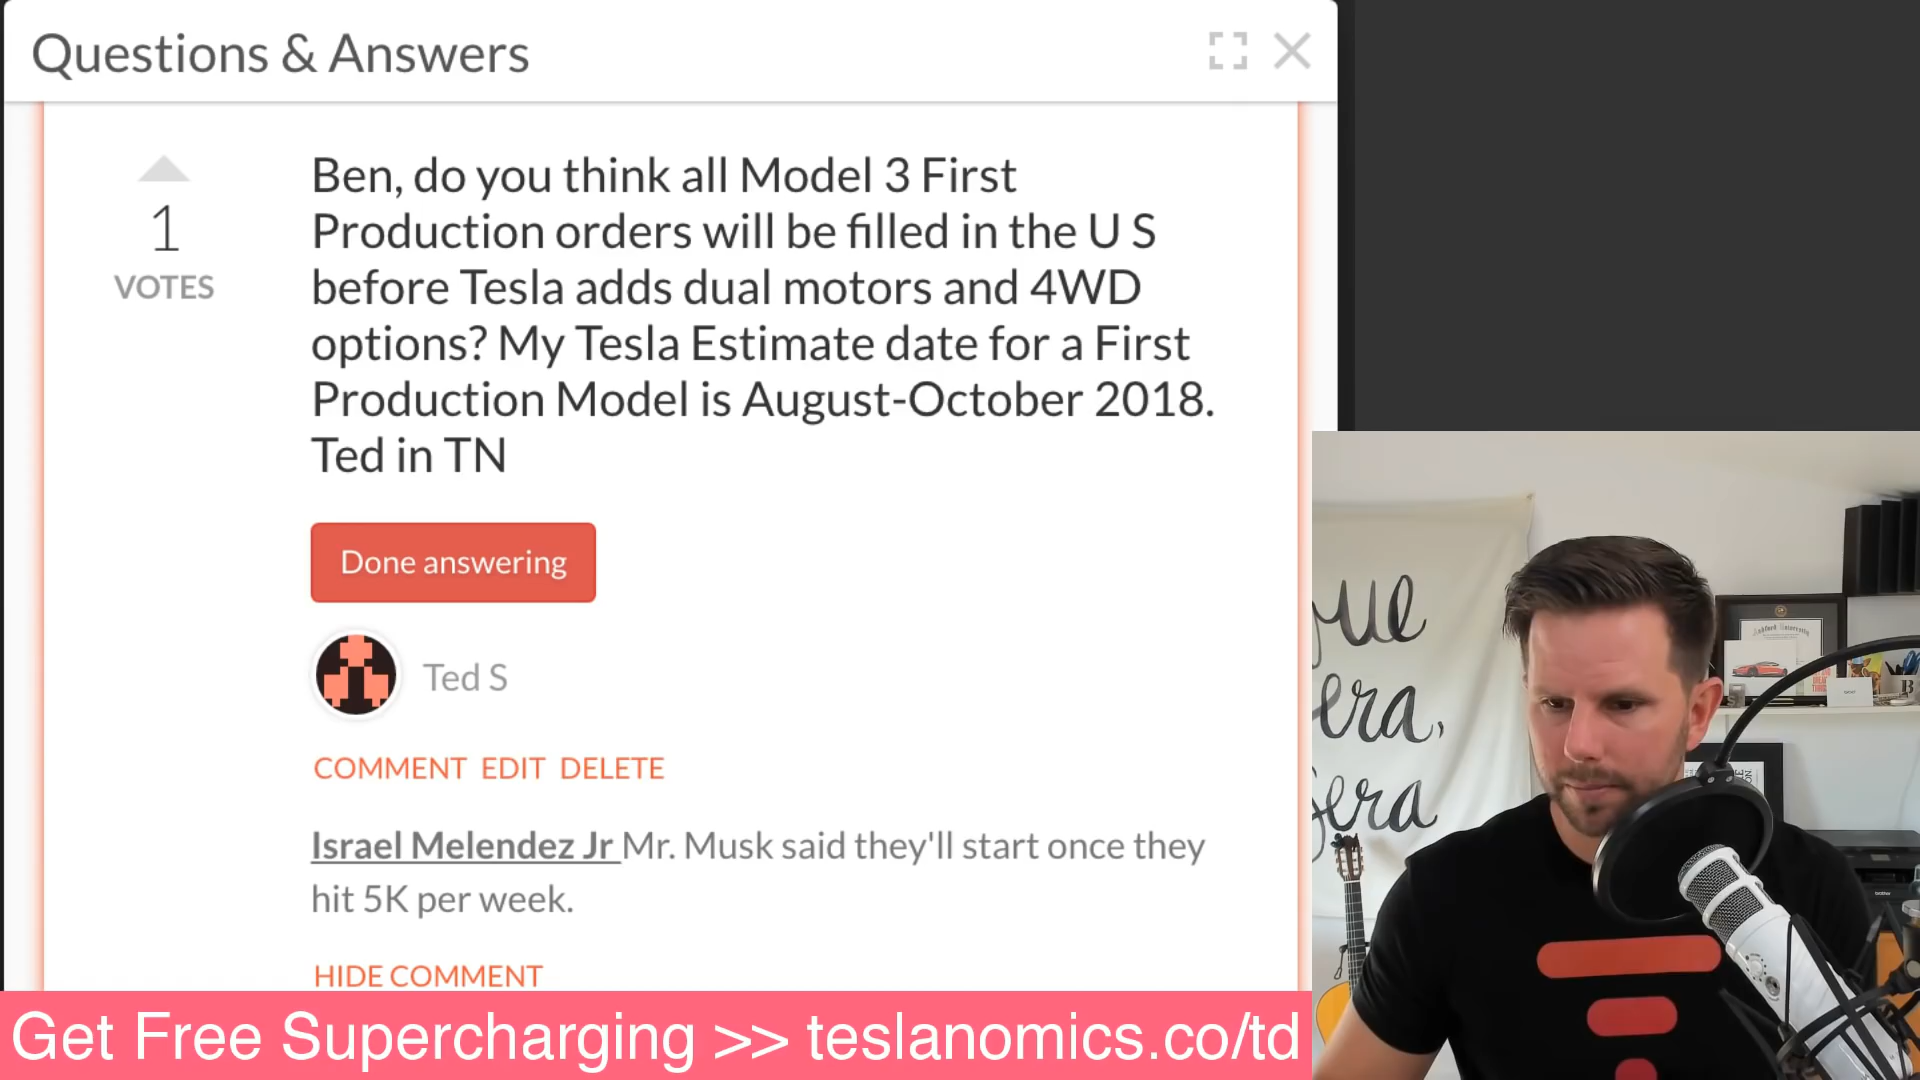 Questions & Answers
1
VOTES
Ben, do you think all Model 3 First
Production orders will be filled in the U S
before Tesla adds dual motors and 4WD
options? My Tesla Estimate date for a First
Production Model is August-October 2018.
Ted in TN
Done answering
Ted S
COMMENT EDIT DELETE
Israel Melendez Jr Mr. Musk said they'll start once they
hit 5K per week.
HIDE COMMENT
Get Free Supercharging >> teslanomics.co/td
era,
B